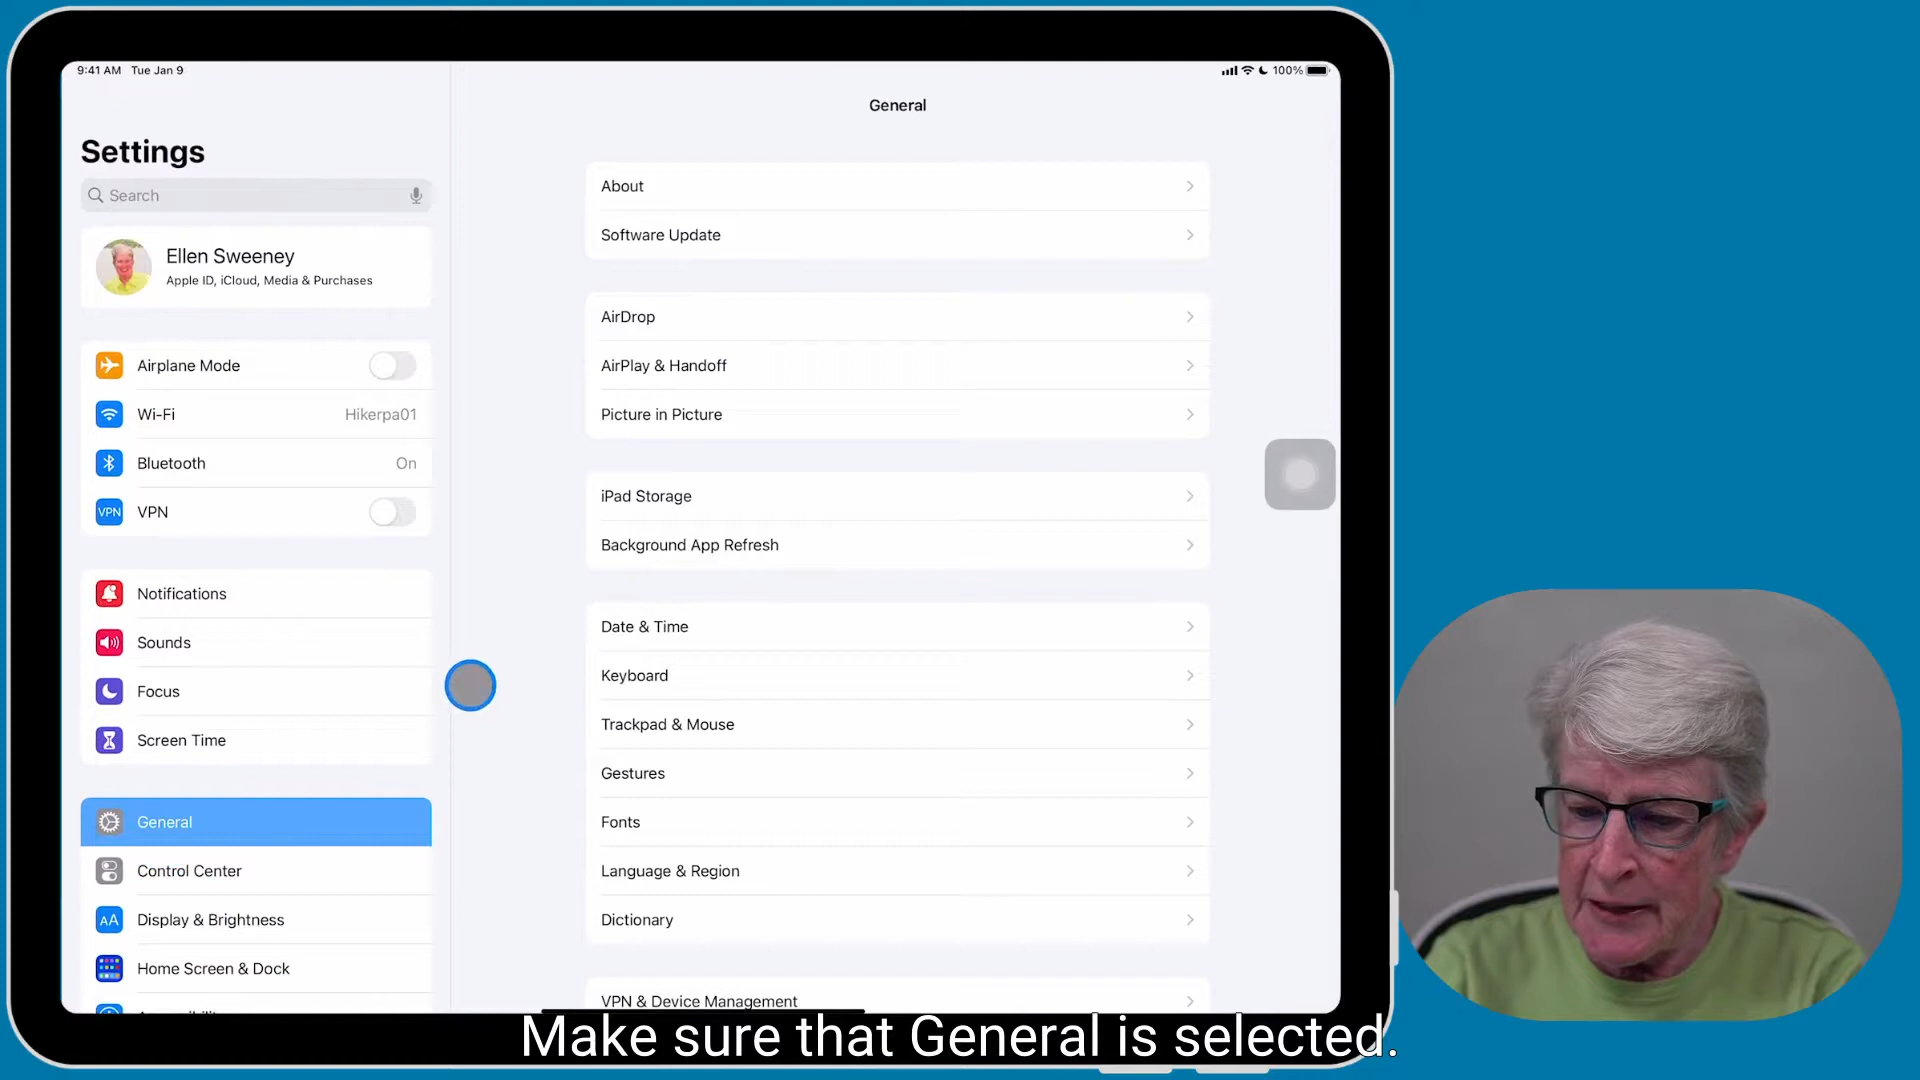 9:41 AM Tue Jan 9
100%
Settings
Search
Ellen Sweeney
Apple ID, iCloud, Media & Purchases
Airplane Mode
Wi-Fi Hikerpa01
Bluetooth On
VPN VPN
Notifications
Sounds
Focus
Screen Time
General
Control Center
AA Display & Brightness
Home Screen & Dock
General
About
Software Update
AirDrop
AirPlay & Handoff
Picture in Picture
iPad Storage
Background App Refresh
Date & Time
Keyboard
Trackpad & Mouse
Gestures
Fonts
Language & Region
Dictionary
VPN & Device Management
Make sure that General is selected.